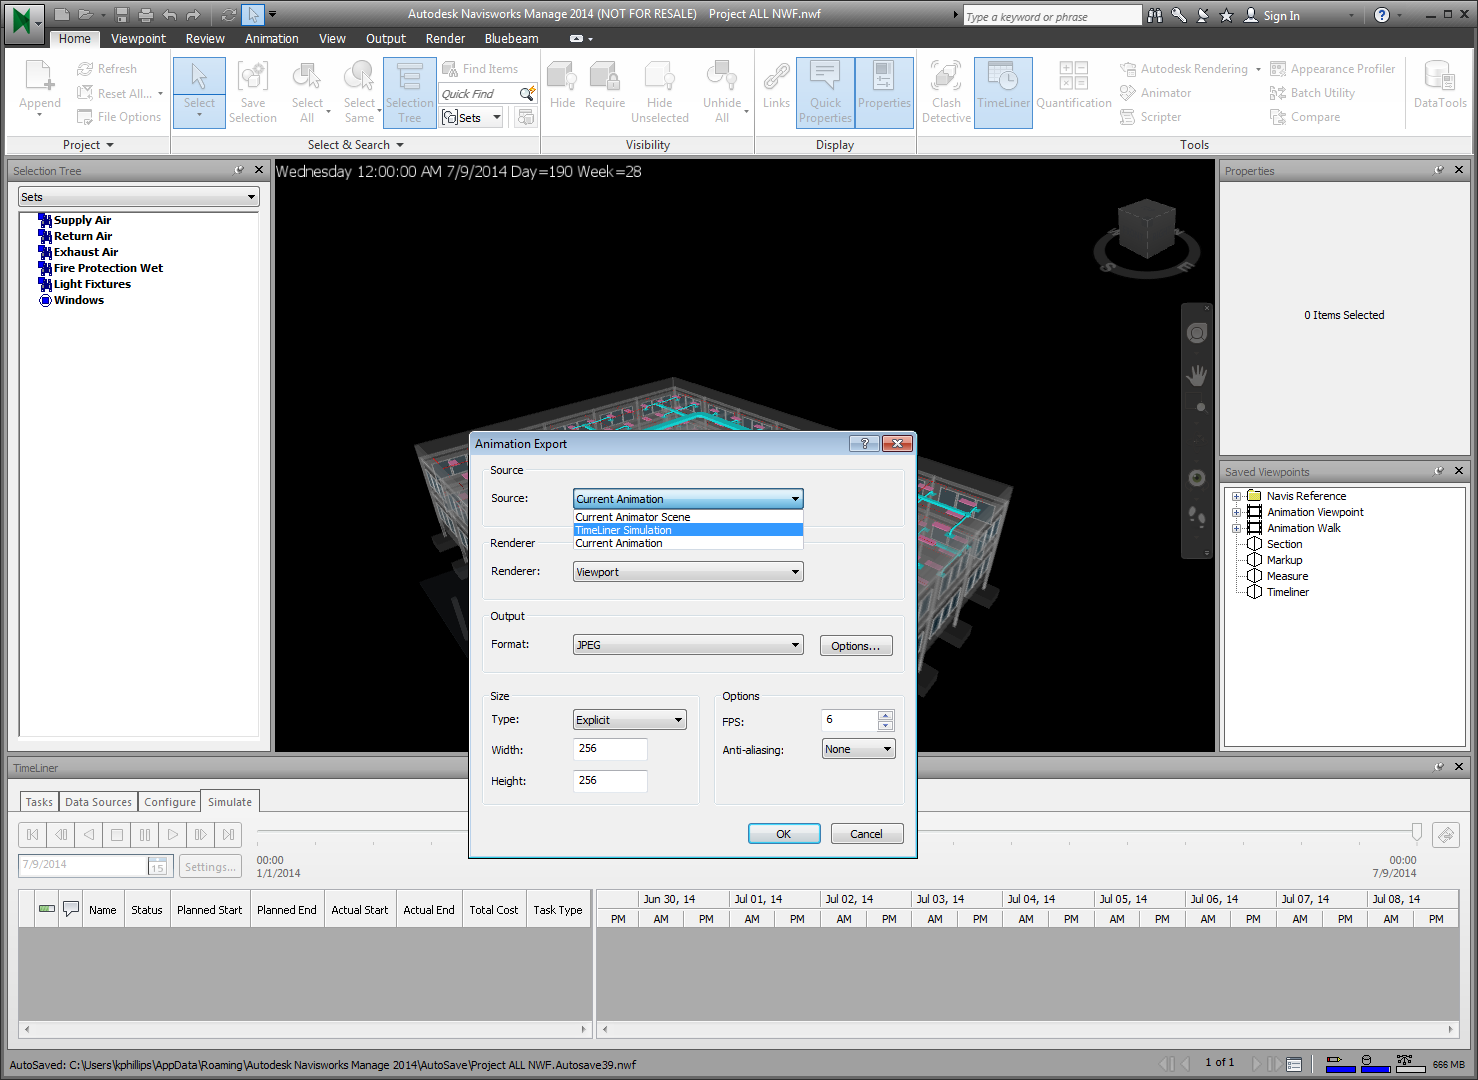 Autodesk Navisworks Manage 2014 (NOT FOR RESALE) Project ALL NWF.nwf
Type a keyword or phrase
Sign In
Home Viewpoint Review Animation View Output Render Bluebeam
Append
Refresh
Reset All...
File Options
Project
Select
Save Selection
Select All
Select Same
Selection Tree
Find Items
Quick Find
Sets
Select & Search
Hide
Require
Hide Unselected
Unhide All
Visibility
Links
Quick Properties
Properties
Display
Clash Detective
TimeLiner
Quantification
Autodesk Rendering
Animator
Scripter
Appearance Profiler
Batch Utility
Compare
DataTools
Tools
Selection Tree
Sets
Supply Air
Return Air
Exhaust Air
Fire Protection Wet
Light Fixtures
Windows
Wednesday 12:00:00 AM 7/9/2014 Day=190 Week=28
S
E
Properties
0 Items Selected
Saved Viewpoints
Navis Reference
Animation Viewpoint
Animation Walk
Section
Markup
Measure
Timeliner
Animation Export
Source
Source: Current Animation
Current Animator Scene
TimeLiner Simulation
Current Animation
Renderer
Renderer: Viewport
Output
Format: JPEG Options...
Size
Type: Explicit
Width: 256
Height: 256
Options
FPS: 6
Anti-aliasing: None
OK Cancel
TimeLiner
Tasks Data Sources Configure Simulate
7/9/2014 15 Settings...
00:00
1/1/2014
00:00
7/9/2014
Name Status Planned Start Planned End Actual Start Actual End Total Cost Task Type
Jun 30, 14 Jul 01, 14 Jul 02, 14 Jul 03, 14 Jul 04, 14 Jul 05, 14 Jul 06, 14 Jul 07, 14 Jul 08, 14
PM AM PM AM PM AM PM AM PM AM PM AM PM AM PM AM PM AM PM
AutoSaved: C:\Users\kphillips\AppData\Roaming\Autodesk Navisworks Manage 2014\AutoSave\Project ALL NWF.Autosave39.nwf
1 of 1
666 MB